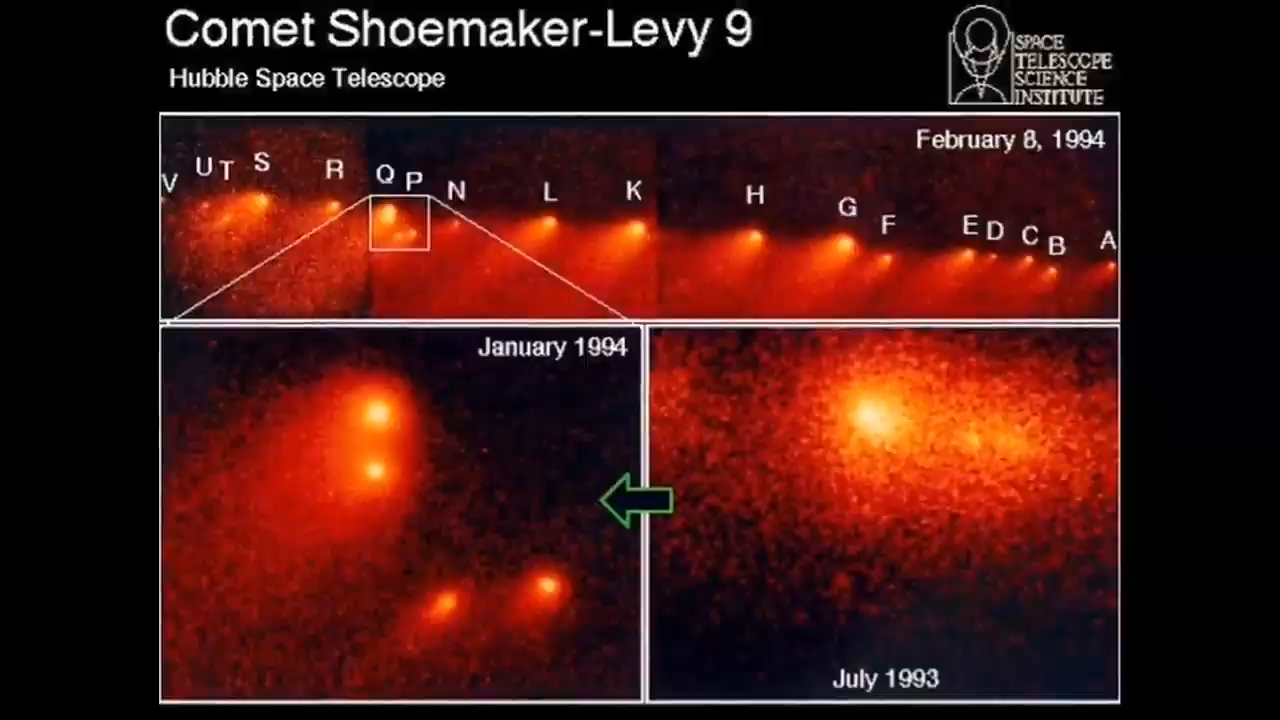 Comet Shoemaker-Levy 9
Hubble Space Telescope
SPACE
TELESCOPE
SCIENCE
INSTITUTE
February 8, 1994
V U T S R Q P N L K H G F E D C B A
January 1994
July 1993